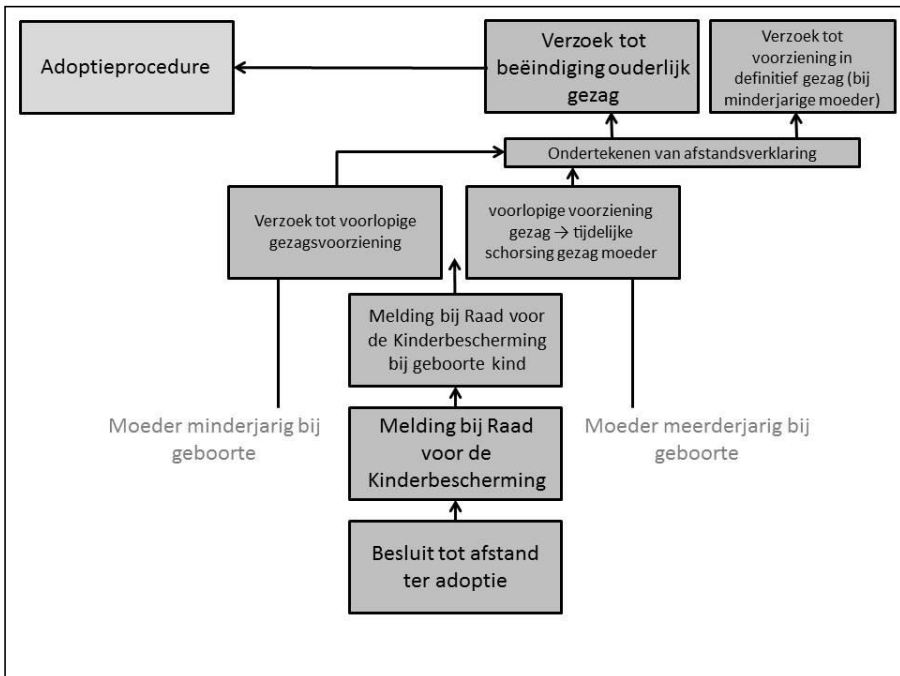 Adoptieprocedure
Verzoek tot
beëindiging ouderlijk
gezag
Verzoek tot
voorziening in
definitief gezag (bij
minderjarige moeder)
Ondertekenen van afstandsverklaring
Verzoek tot voorlopige
gezagsvoorziening
voorlopige voorziening
gezag → tijdelijke
schorsing gezag moeder
Melding bij Raad voor
de Kinderbescherming
bij geboorte kind
Moeder minderjarig bij
geboorte
Melding bij Raad
voor de
Kinderbescherming
Moeder meerderjarig bij
geboorte
Besluit tot afstand
ter adoptie